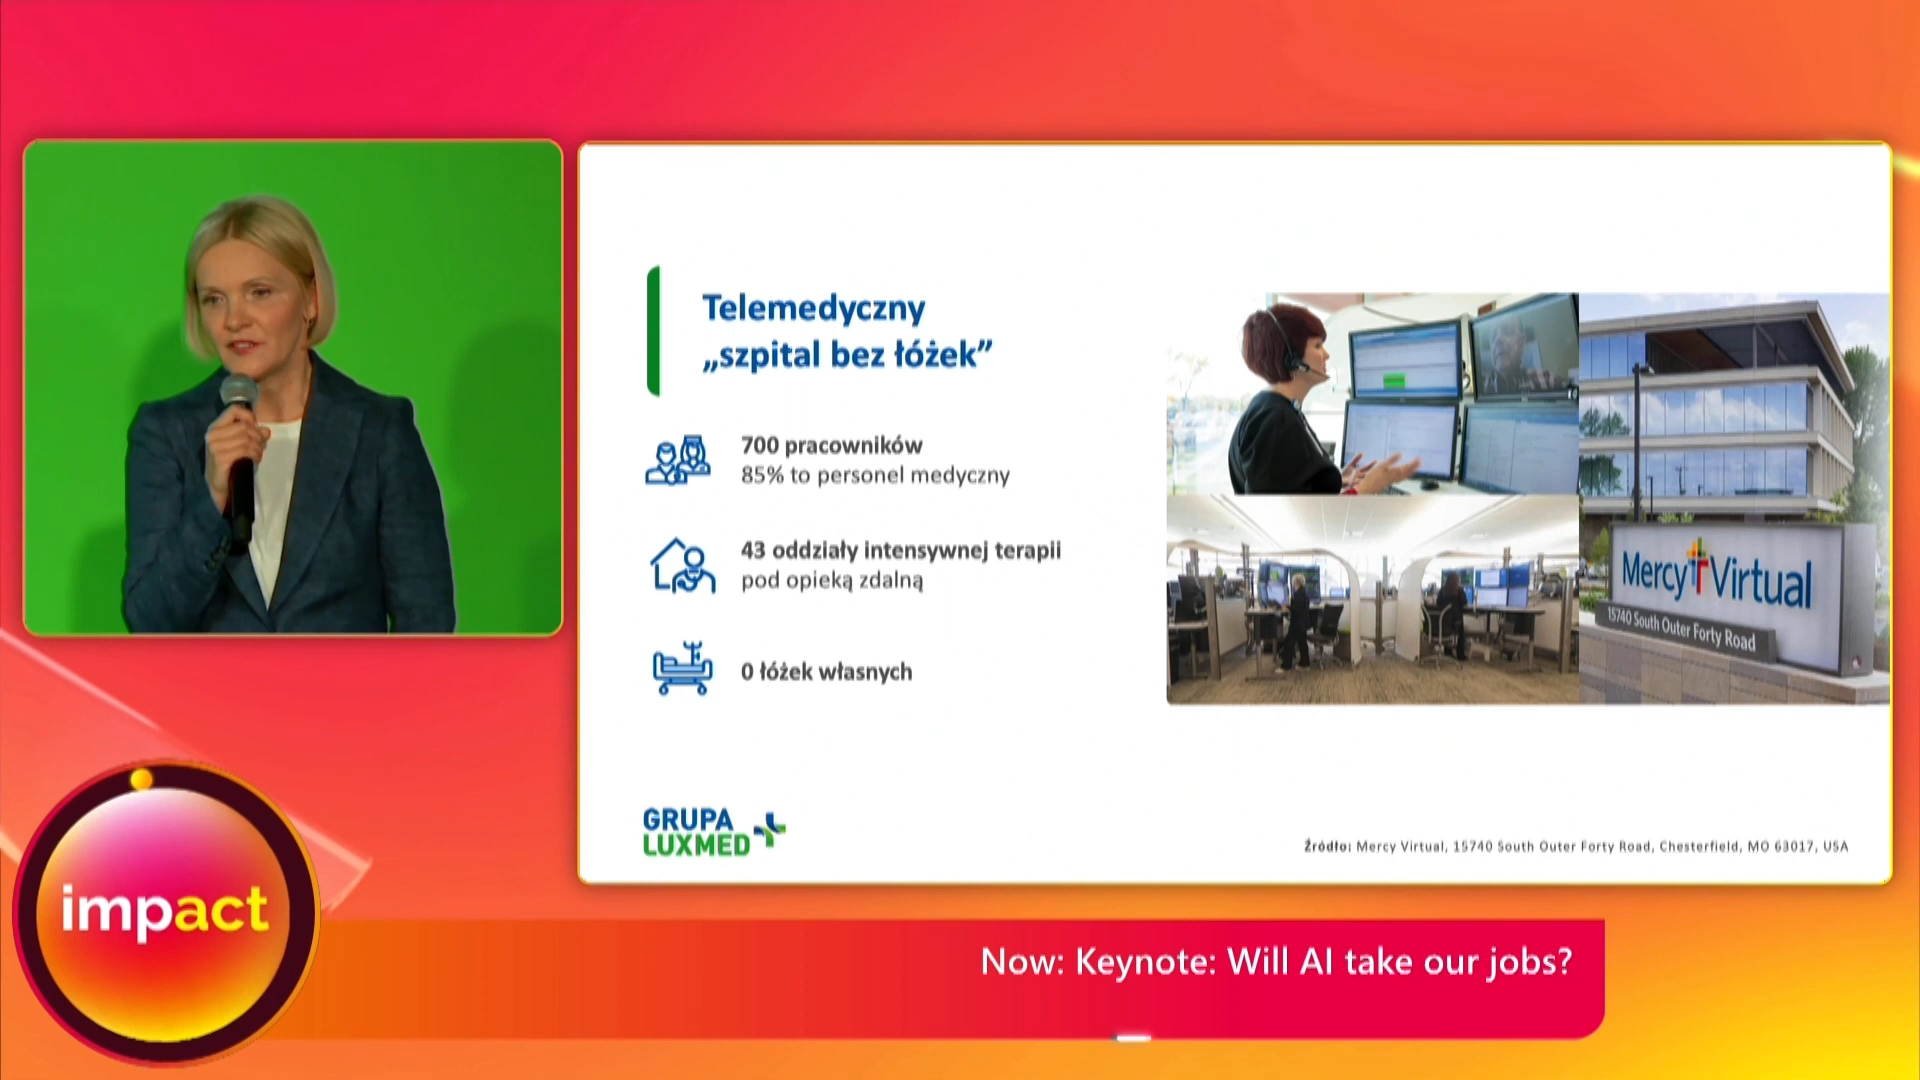 Telemedyczny
„szpital bez łóżek”
700 pracowników
85% to personel medyczny
43 oddziały intensywnej terapii
pod opieką zdalną
0 łóżek własnych
Mercy Virtual
15740 South Outer Forty Road
GRUPA
LUXMED
Źródło: Mercy Virtual, 15740 South Outer Forty Road, Chesterfield, MO 63017, USA
impact
Now: Keynote: Will AI take our jobs?